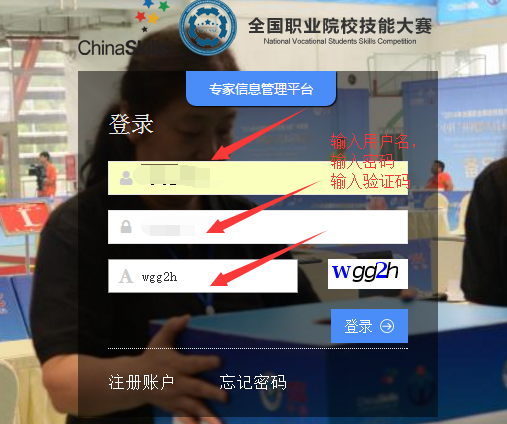 ChinaSk
全国职业院校技能大赛
National Vocational Students Skills Competition
专家信息管理平台
登录
输入用户名，
输入密码
输入验证码
wgg2h
wgg2h
登录
注册账户 忘记密码